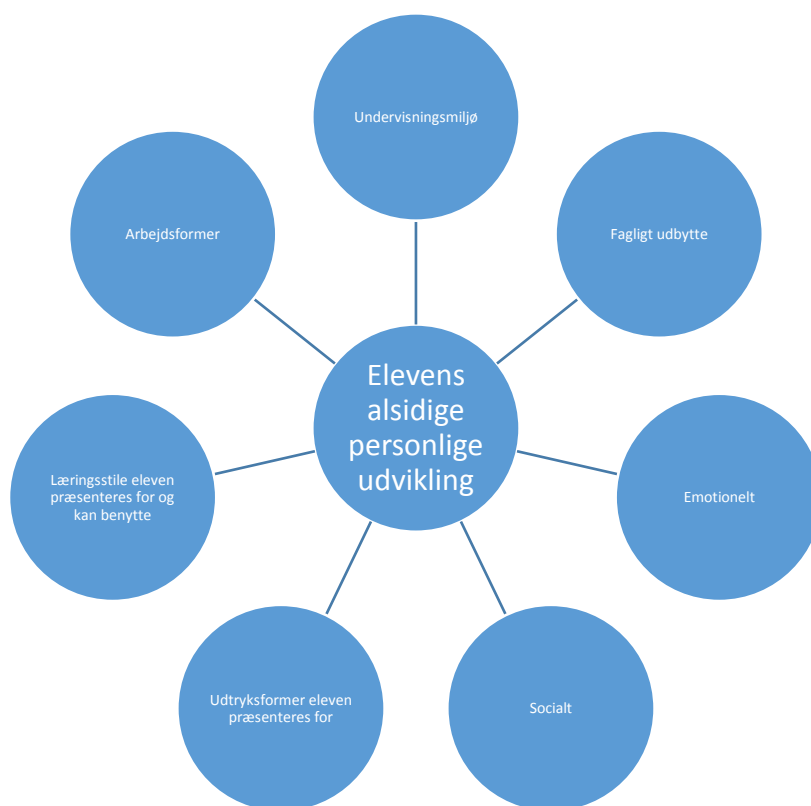 Undervisningsmiljø
Arbejdsformer
Fagligt udbytte
Elevens
alsidige
personlige
udvikling
Læringsstile eleven
præsenteres for og
kan benytte
Emotionelt
Udtryksformer eleven
præsenteres for
Socialt